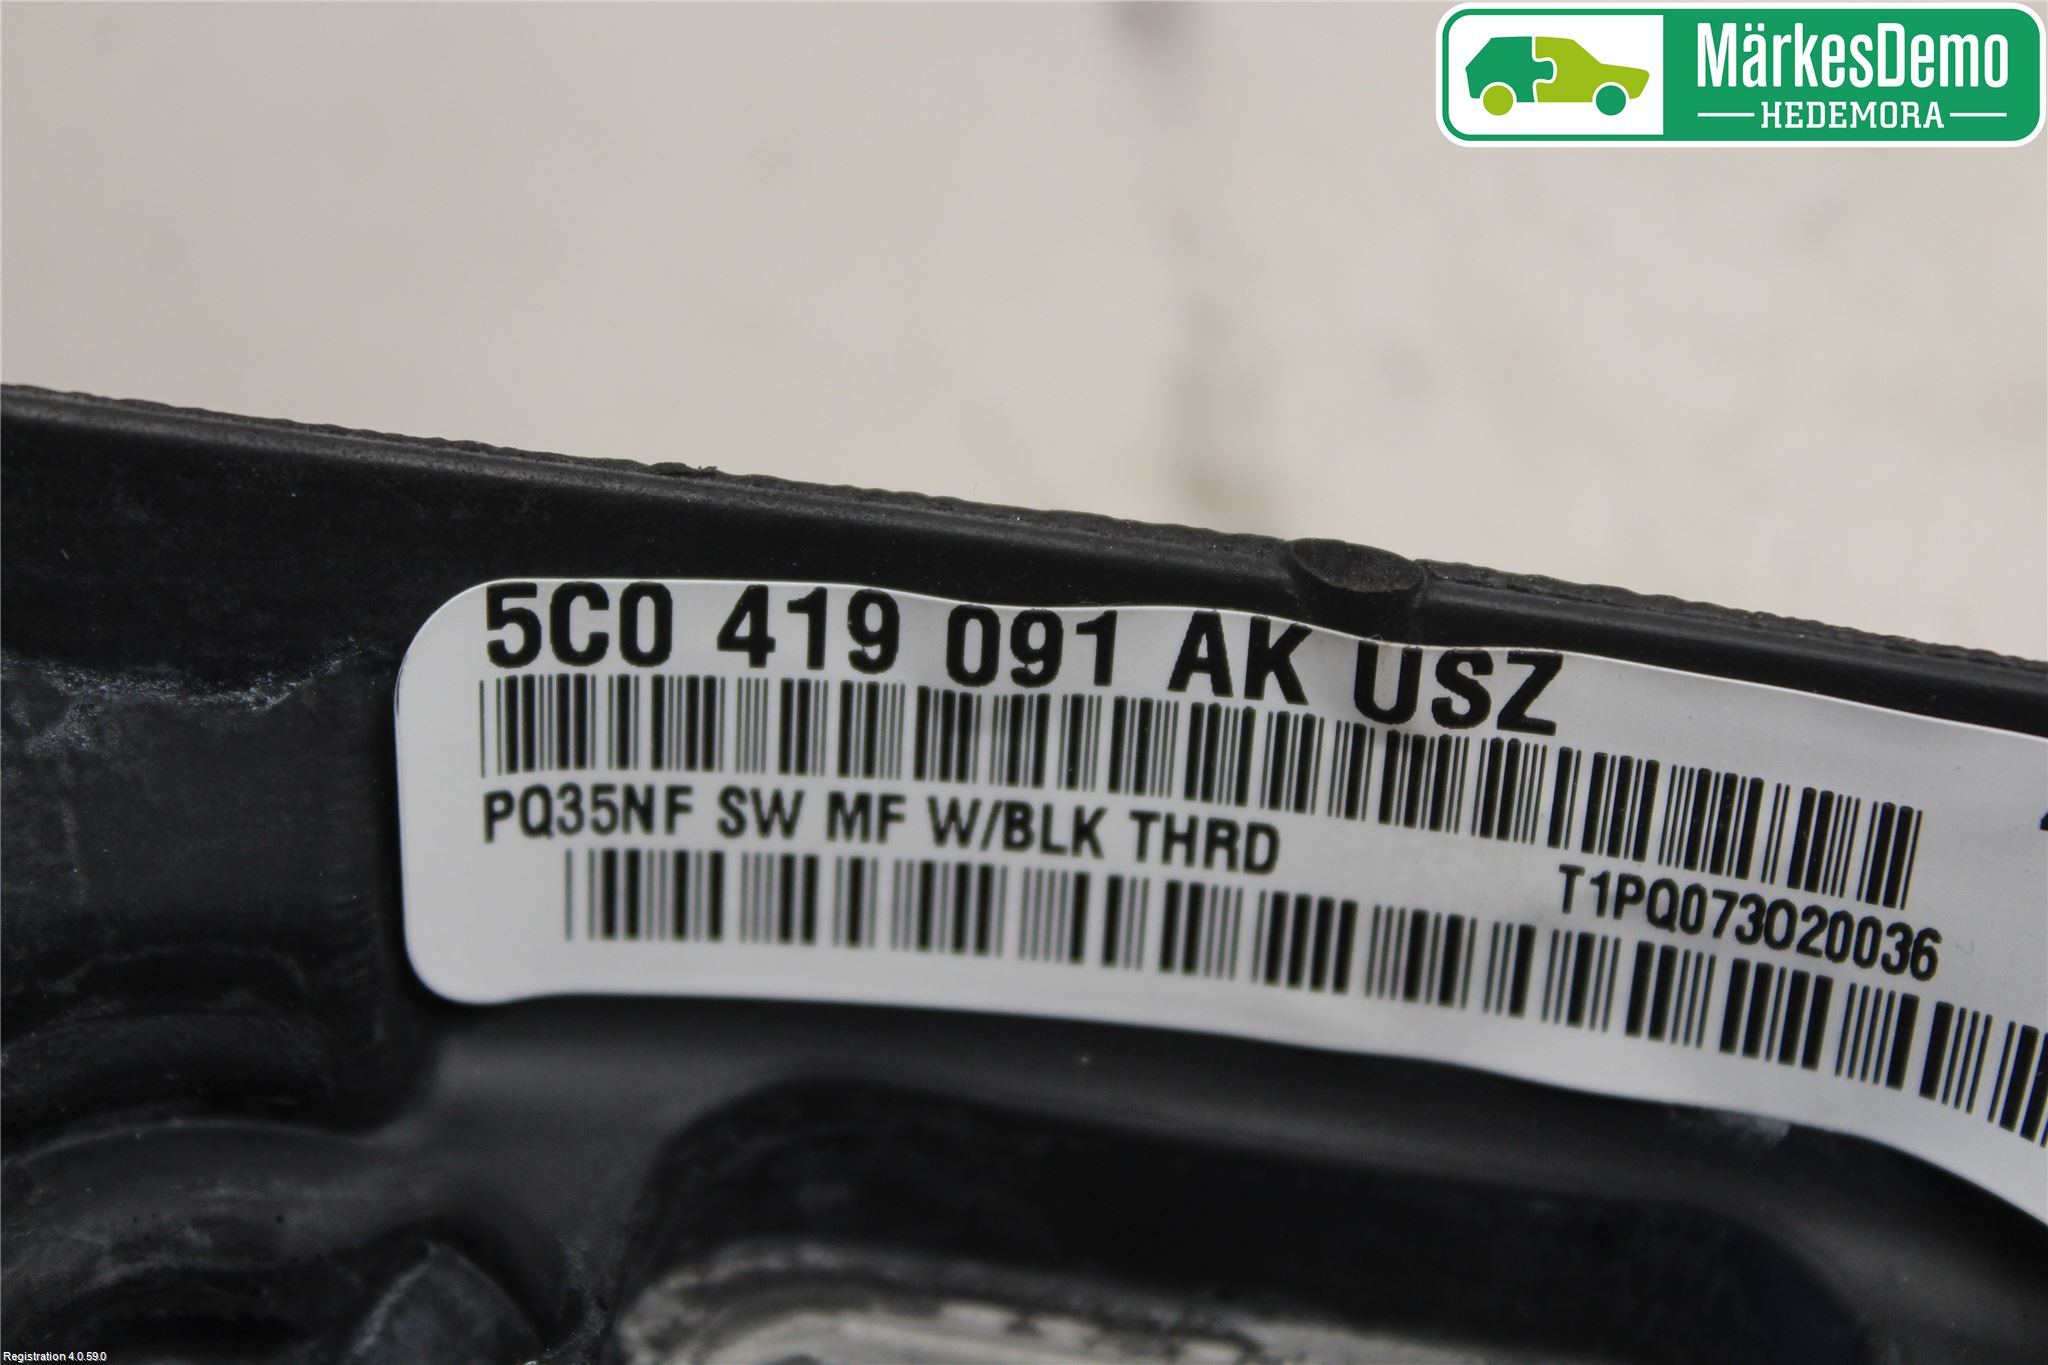 MärkesDemo
HEDEMORA
5C0 419 091 AK USZ
PQ35NF SW MF W/BLK THRD
T1PQ073020036
Registration 4.0.59.0